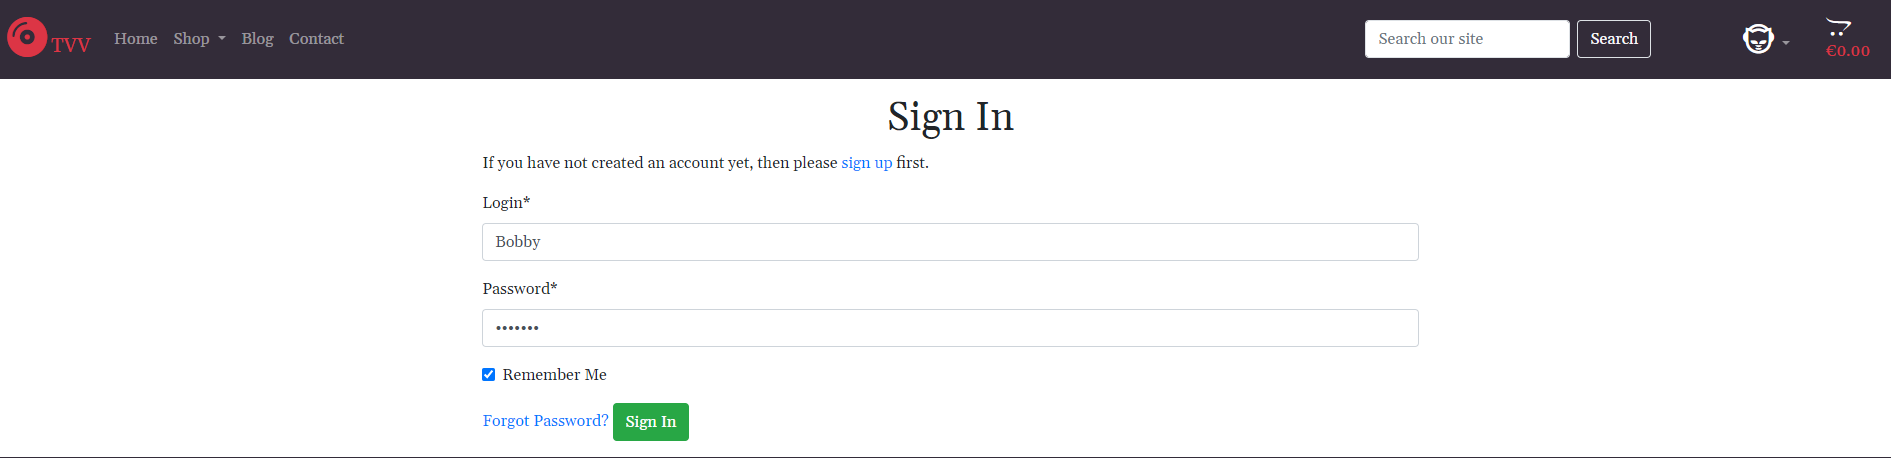 TVV Home Shop Blog Contact Search our site Search €0.00
Sign In
If you have not created an account yet, then please sign up first.
Login*
Bobby
Password*
•••••••
Remember Me
Forgot Password? Sign In